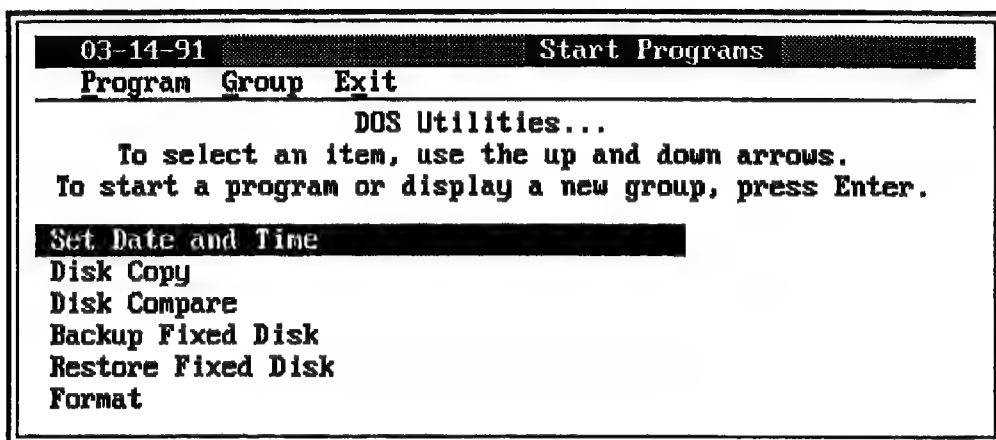 03-14-91 Start Programs
Program Group Exit
DOS Utilities...
To select an item, use the up and down arrows.
To start a program or display a new group, press Enter.
Set Date and Time
Disk Copy
Disk Compare
Backup Fixed Disk
Restore Fixed Disk
Format